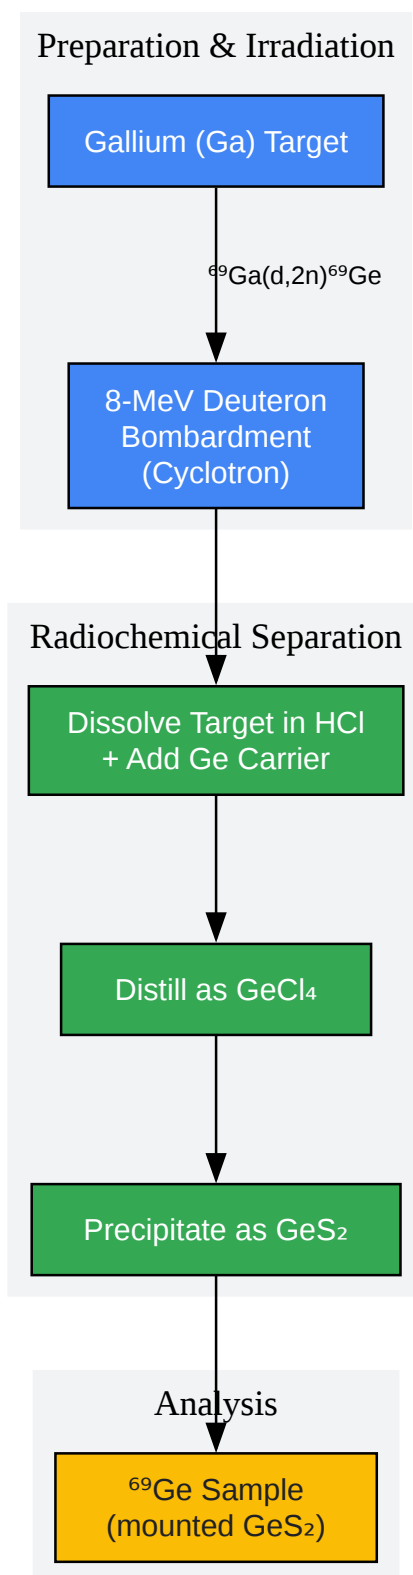 Preparation & Irradiation
Gallium (Ga) Target
⁶⁹Ga(d,2n)⁶⁹Ge
8-MeV Deuteron
Bombardment
(Cyclotron)
Radiochemical Separation
Dissolve Target in HCl
+ Add Ge Carrier
Distill as GeCl₄
Precipitate as GeS₂
Analysis
⁶⁹Ge Sample
(mounted GeS₂)